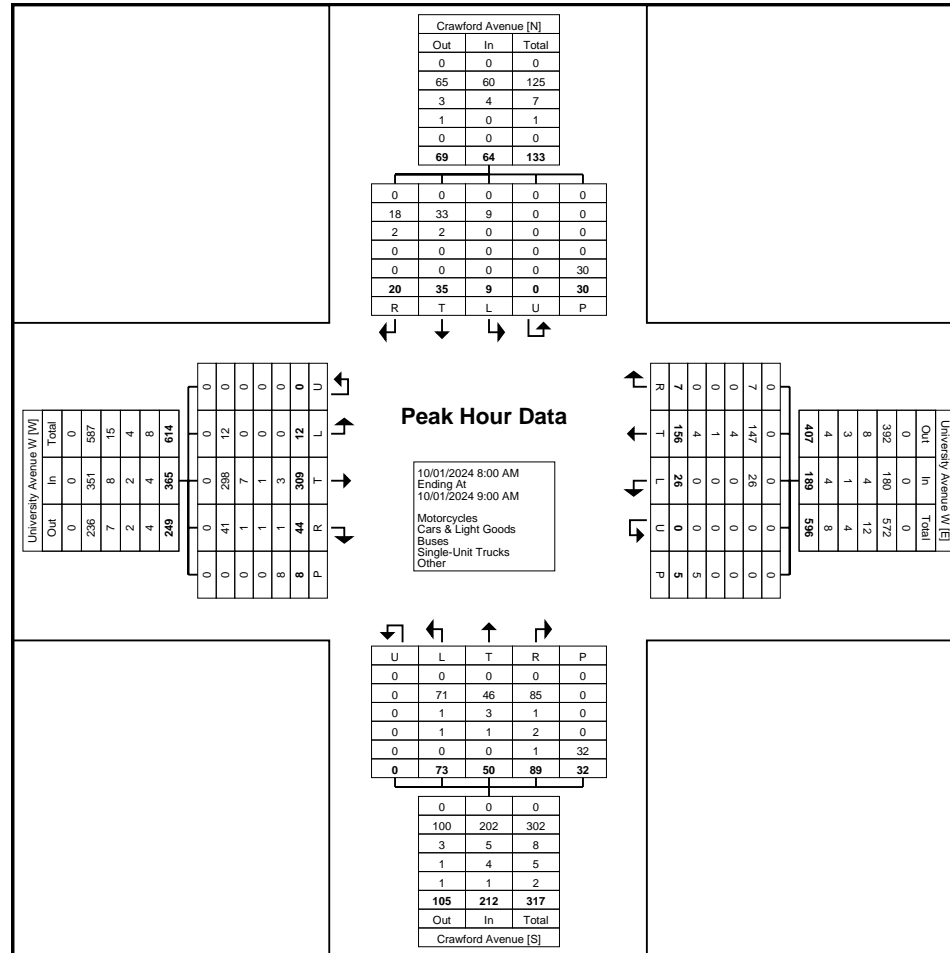 Crawford Avenue [N]
Out In Total
0 0 0
65 60 125
3 4 7
1 0 1
0 0 0
69 64 133
0 0 0 0 0
18 33 9 0 0
2 2 0 0 0
0 0 0 0 0
0 0 0 0 30
20 35 9 0 30
R T L U P
University Avenue W [W]
Total 0 587 15 4 8 614
In 0 351 8 2 4 365
Out 0 236 7 2 4 249
0 0 0 0 0 0 U
0 12 0 0 0 12 L
0 298 7 1 3 309 T
0 41 1 1 1 44 R
0 0 0 0 8 8 P
Peak Hour Data
10/01/2024 8:00 AM
Ending At
10/01/2024 9:00 AM
Motorcycles
Cars & Light Goods
Buses
Single-Unit Trucks
Other
R 7 0 0 0 7 0
T 156 4 1 4 147 0
L 26 0 0 0 26 0
U 0 0 0 0 0 0
P 5 5 0 0 0 0
University Avenue W [E]
407 4 3 8 392 0 Out
189 4 1 4 180 0 In
596 8 4 12 572 0 Total
U L T R P
0 0 0 0 0
0 71 46 85 0
0 1 3 1 0
0 1 1 2 0
0 0 0 1 32
0 73 50 89 32
0 0 0
100 202 302
3 5 8
1 4 5
1 1 2
105 212 317
Out In Total
Crawford Avenue [S]